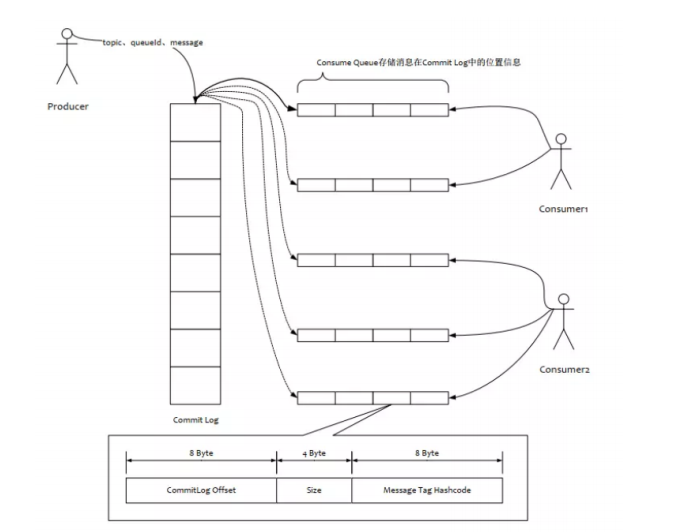 topic、queueId、message
Consume Queue存储消息在Commit Log中的位置信息
Producer
Consumer1
Consumer2
Commit Log
8 Byte
4 Byte
8 Byte
CommitLog Offset
Size
Message Tag Hashcode